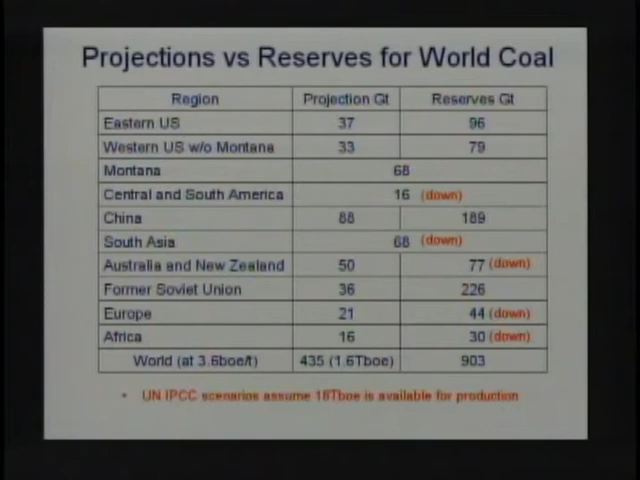 Projections vs Reserves for World Coal
Region Projection Gt Reserves Gt
Eastern US 37 96
Western US w/o Montana 33 79
Montana 68
Central and South America 16 (down)
China 88 189
South Asia 68 (down)
Australia and New Zealand 50 77 (down)
Former Soviet Union 36 226
Europe 21 44 (down)
Africa 16 30 (down)
World (at 3.6boe/t) 435 (1.6Tboe) 903
• UN IPCC scenarios assume 18Tboe is available for production